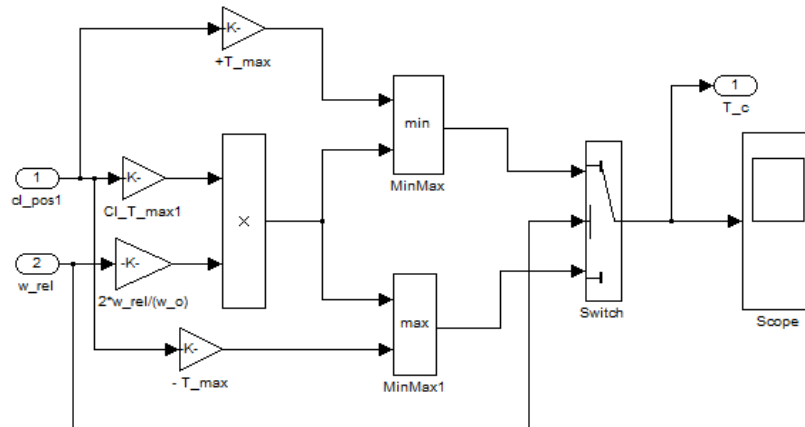 -K-
+T_max
1
T_c
min
MinMax
1
cl_pos1
-K-
Cl_T_max1
×
2
w_rel
-K-
2*w_rel/(w_o)
Switch
Scope
max
MinMax1
-K-
- T_max